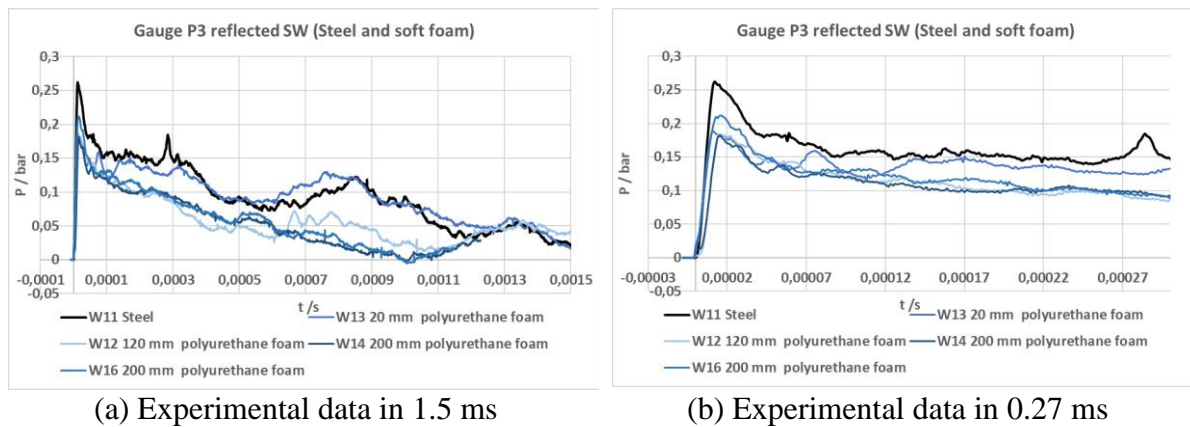 Gauge P3 reflected SW (Steel and soft foam)
0,3
0,25
0,2
0,15
0,1
0,05
0
-0,05
P / bar
-0,0001 0,0001 0,0003 0,0005 0,0007 0,0009 0,0011 0,0013 0,0015
t /s
W11 Steel W13 20 mm polyurethane foam
W12 120 mm polyurethane foam W14 200 mm polyurethane foam
W16 200 mm polyurethane foam
(a) Experimental data in 1.5 ms
Gauge P3 reflected SW (Steel and soft foam)
0,3
0,25
0,2
0,15
0,1
0,05
0
-0,05
P / bar
-0,00003 0,00002 0,00007 0,00012 0,00017 0,00022 0,00027
t /s
W11 Steel W13 20 mm polyurethane foam
W12 120 mm polyurethane foam W14 200 mm polyurethane foam
W16 200 mm polyurethane foam
(b) Experimental data in 0.27 ms